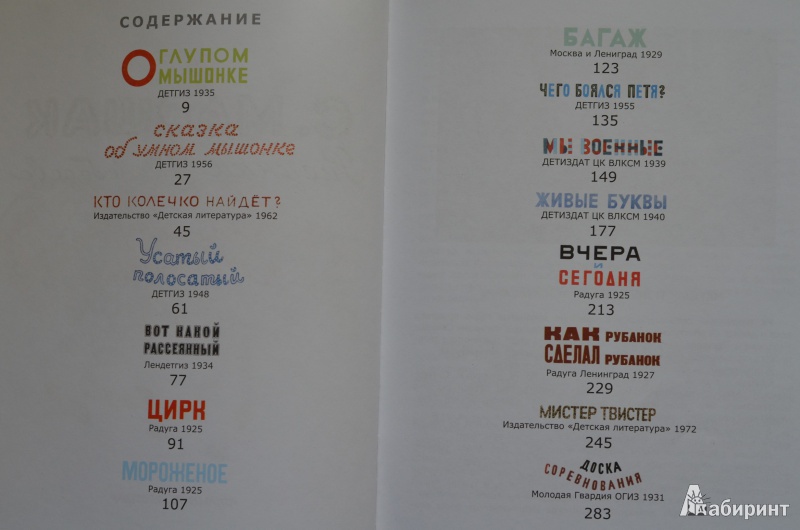 СОДЕРЖАНИЕ
О ГЛУПОМ
МЫШОНКЕ
ДЕТГИЗ 1935
9
сказка
об умном мышонке
ДЕТГИЗ 1956
27
КТО КОЛЕЧКО НАЙДЁТ?
Издательство «Детская литература» 1962
45
Усатый
полосатый
ДЕТГИЗ 1948
61
ВОТ КАКОЙ
РАССЕЯННЫЙ
Лендетгиз 1934
77
ЦИРК
Радуга 1925
91
МОРОЖЕНОЕ
Радуга 1925
107
БАГАЖ
Москва и Ленинград 1929
123
ЧЕГО БОЯЛСЯ ПЕТЯ?
ДЕТГИЗ 1955
135
МЫ ВОЕННЫЕ
ДЕТИЗДАТ ЦК ВЛКСМ 1939
149
ЖИВЫЕ БУКВЫ
ДЕТИЗДАТ ЦК ВЛКСМ 1940
177
ВЧЕРА
И
СЕГОДНЯ
Радуга 1925
213
КАК РУБАНОК
СДЕЛАЛ РУБАНОК
Радуга Ленинград 1927
229
МИСТЕР ТВИСТЕР
Издательство «Детская литература» 1972
245
ДОСКА
СОРЕВНОВАНИЯ
Молодая Гвардия ОГИЗ 1931
283
Лабиринт